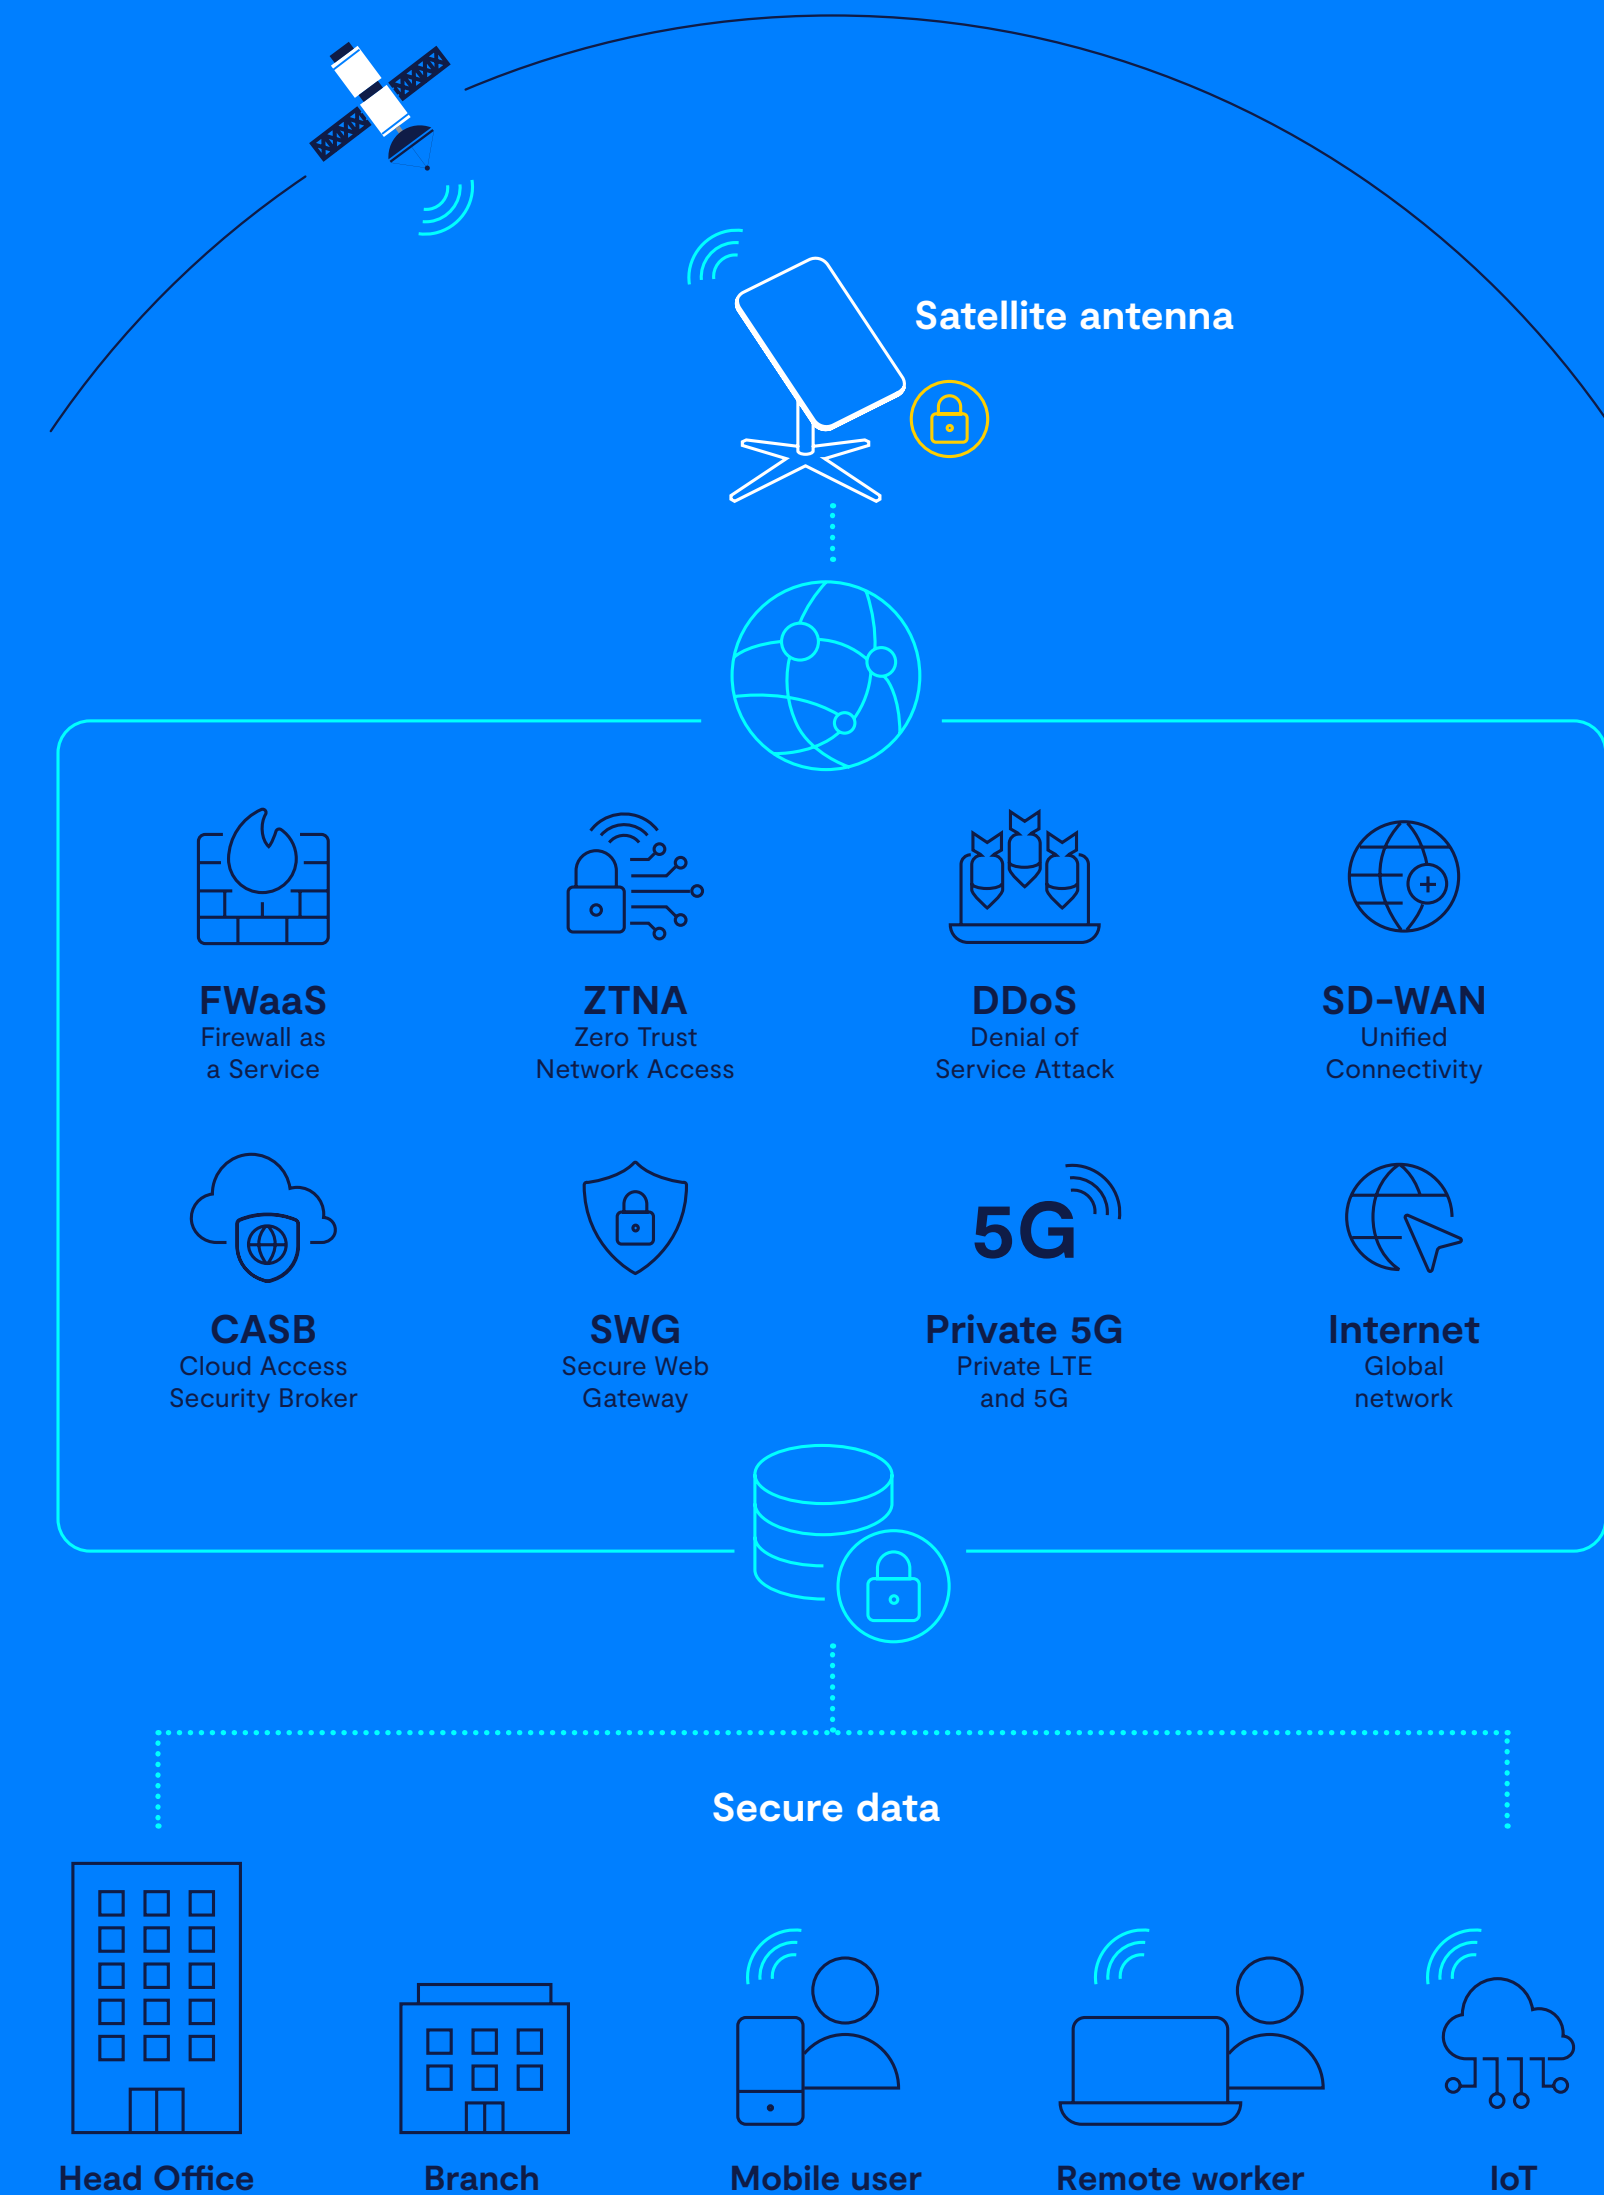 Satellite antenna
FWaaS
Firewall as
a Service
ZTNA
Zero Trust
Network Access
DDoS
Denial of
Service Attack
SD-WAN
Unified
Connectivity
CASB
Cloud Access
Security Broker
SWG
Secure Web
Gateway
5G
Private 5G
Private LTE
and 5G
Internet
Global
network
Secure data
Head Office
Branch
Mobile user
Remote worker
IoT